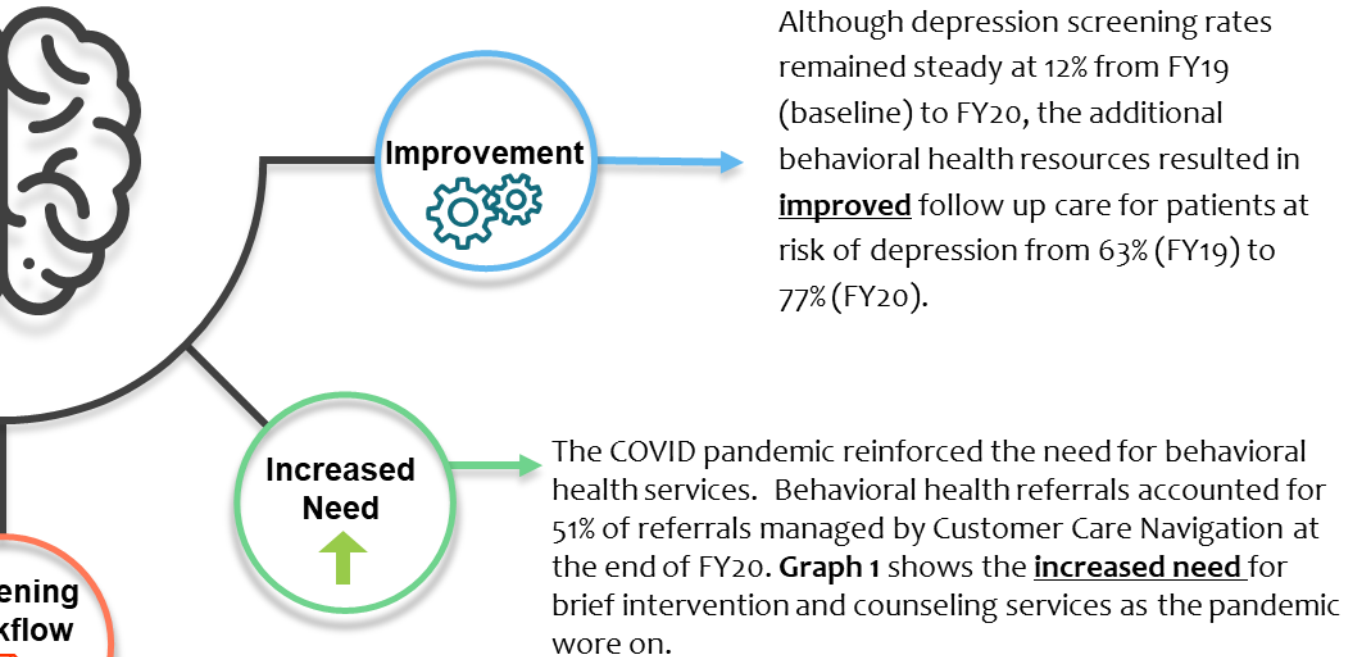 Although depression screening rates
remained steady at 12% from FY19
(baseline) to FY20, the additional
behavioral health resources resulted in
improved follow up care for patients at
risk of depression from 63% (FY19) to
77% (FY20).
Improvement
Increased
Need
The COVID pandemic reinforced the need for behavioral
health services.  Behavioral health referrals accounted for
51% of referrals managed by Customer Care Navigation at
the end of FY20. Graph 1 shows the increased need for
brief intervention and counseling services as the pandemic
wore on.
ening
kflow